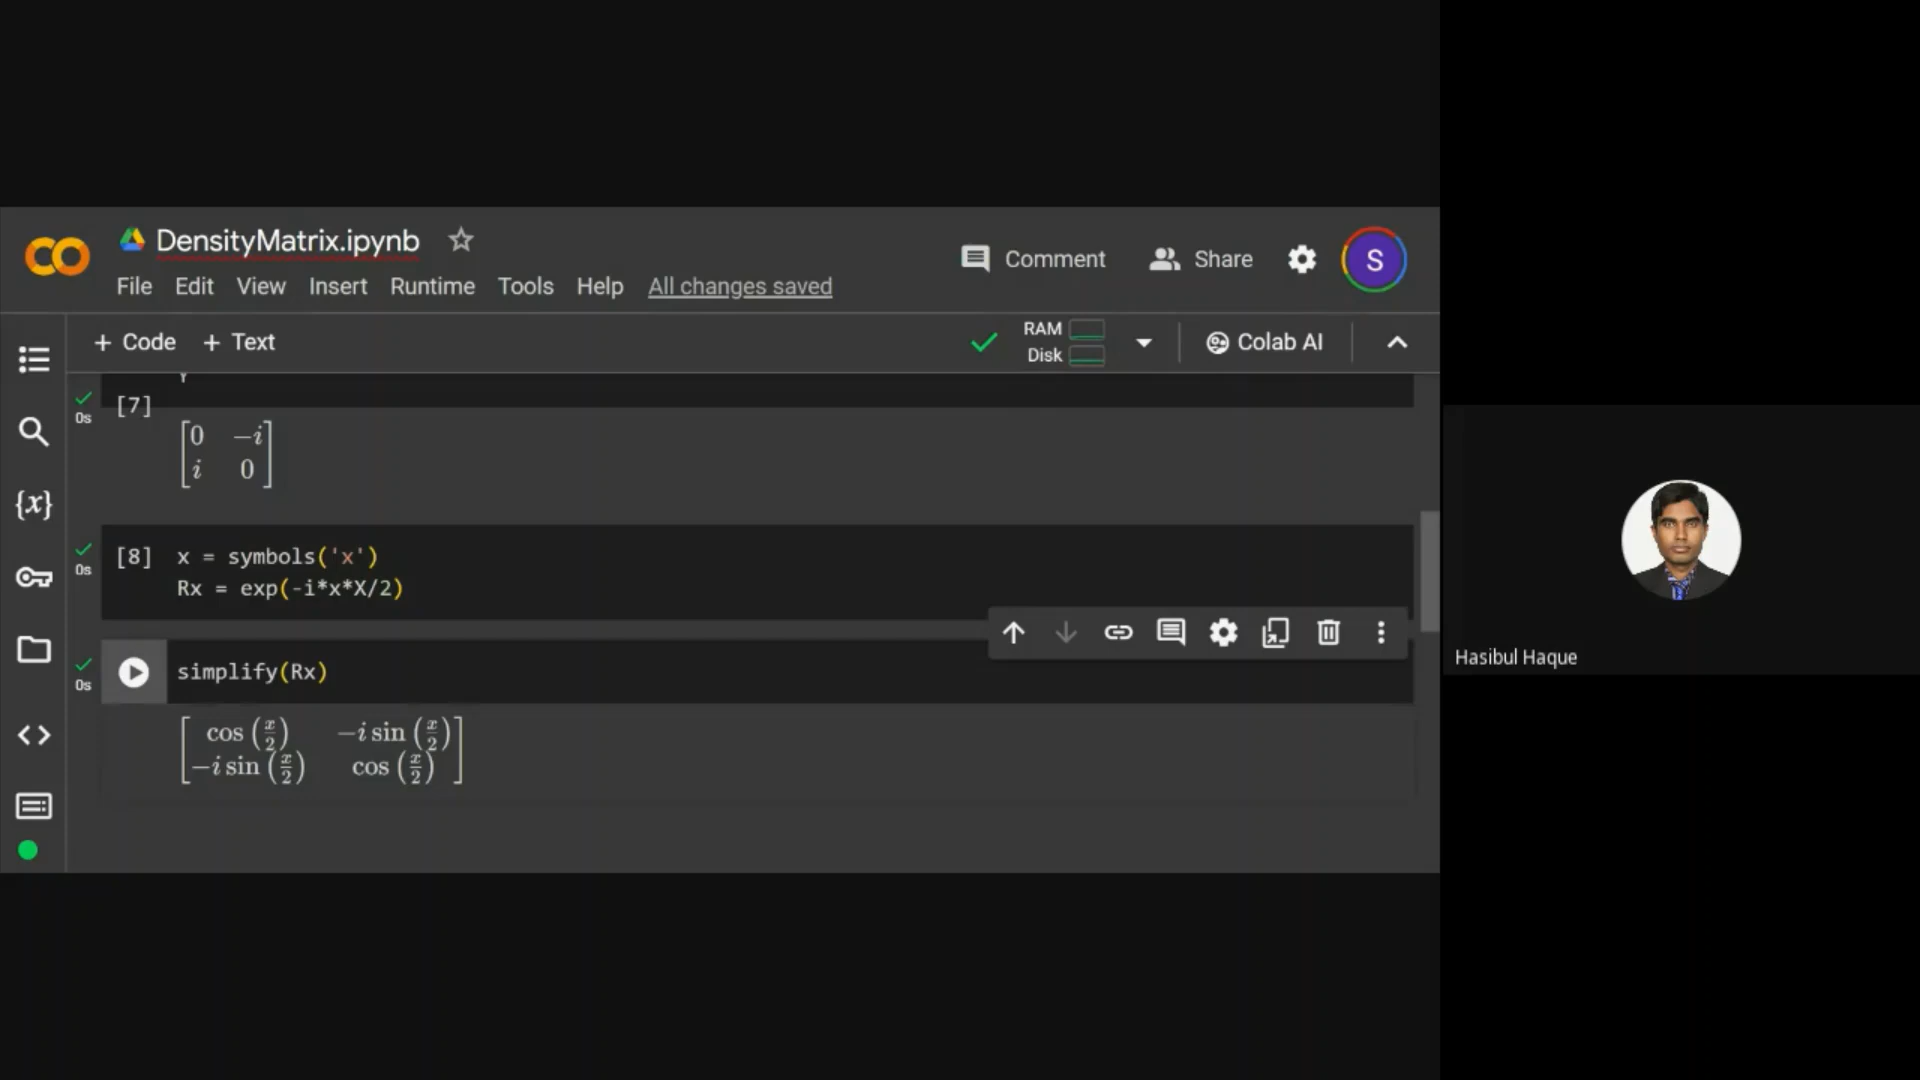 DensityMatrix.ipynb
File Edit View Insert Runtime Tools Help All changes saved
Comment Share S
+ Code + Text
RAM
Disk
Colab AI
0s
[7]
[0 -i]
[i 0]
{x}
0s
[8] x = symbols('x')
Rx = exp(-i*x*X/2)
0s
simplify(Rx)
[cos (x/2) -i sin (x/2)]
[-i sin (x/2) cos (x/2)]
Hasibul Haque